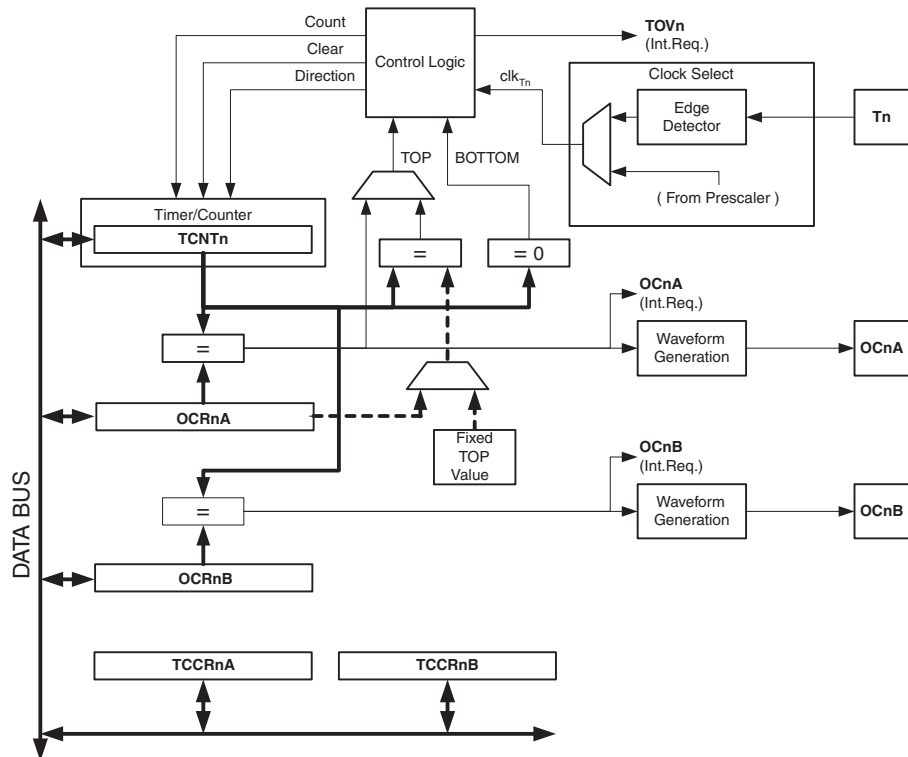 Count
Clear
Direction
Control Logic
TOVn
(Int.Req.)
clkTn
Clock Select
Edge
Detector
Tn
( From Prescaler )
TOP
BOTTOM
Timer/Counter
TCNTn
=
= 0
OCnA
(Int.Req.)
=
Waveform
Generation
OCnA
OCRnA
Fixed
TOP
Value
OCnB
(Int.Req.)
=
Waveform
Generation
OCnB
OCRnB
DATA BUS
TCCRnA
TCCRnB